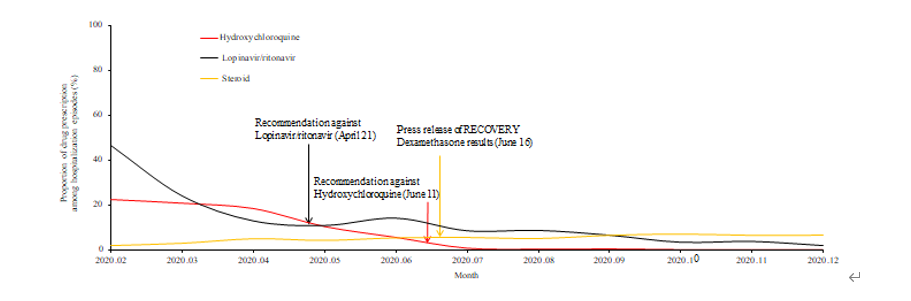 100
80
60
40
20
0
Proportion of drug prescription
among hospitalization episodes (%)
Hydroxychloroquine
Lopinavir/ritonavir
Steroid
Recommendation against
Lopinavir/ritonavir (April 21)
Press release of RECOVERY
Dexamethasone results (June 16)
Recommendation against
Hydroxychloroquine (June 11)
2020.02 2020.03 2020.04 2020.05 2020.06 2020.07 2020.08 2020.09 2020.10 2020.11 2020.12
Month